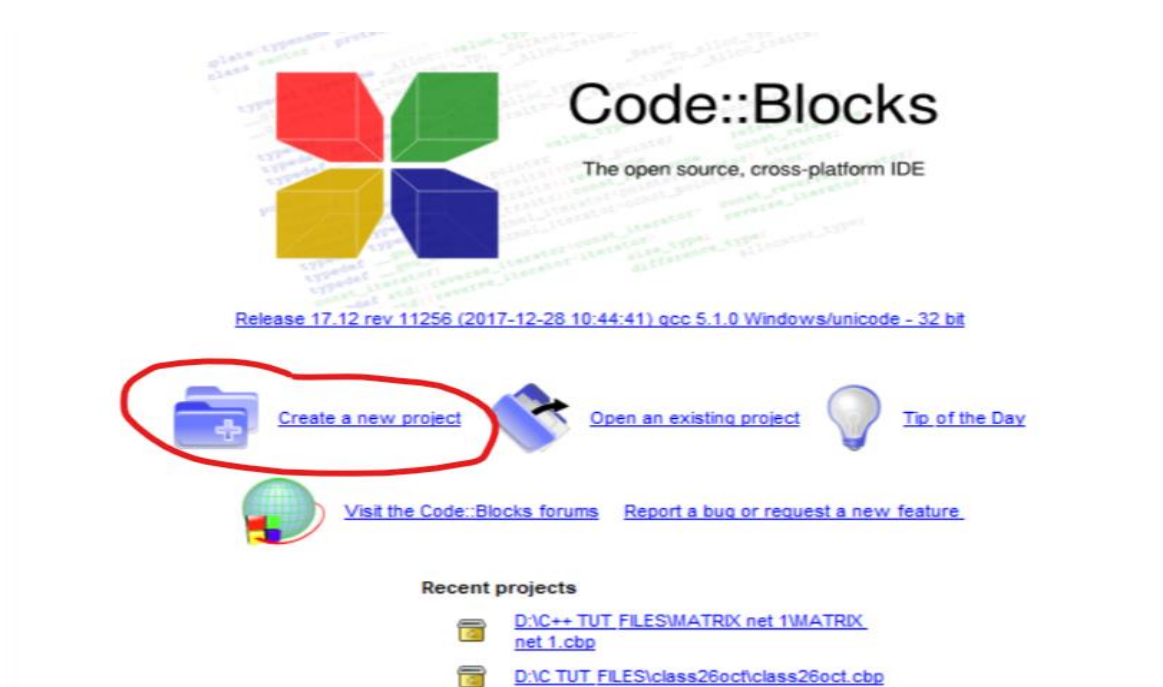 Code::Blocks
The open source, cross-platform IDE
Release 17.12 rev 11256 (2017-12-28 10:44:41) gcc 5.1.0 Windows/unicode - 32 bit
Create a new project
Open an existing project
Tip of the Day
Visit the Code::Blocks forums
Report a bug or request a new feature
Recent projects
D:\C++ TUT FILES\MATRIX net 1\MATRIX
net 1.cbp
D:\C TUT FILES\class26oct\class26oct.cbp